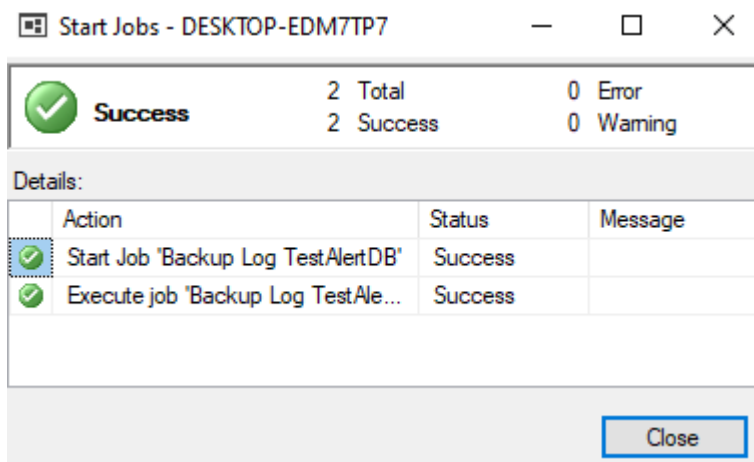 Start Jobs - DESKTOP-EDM7TP7
Success
2 Total 0 Error
2 Success 0 Warning
Details:
Action Status Message
Start Job 'Backup Log TestAlertDB' Success
Execute job 'Backup Log TestAle... Success
Close